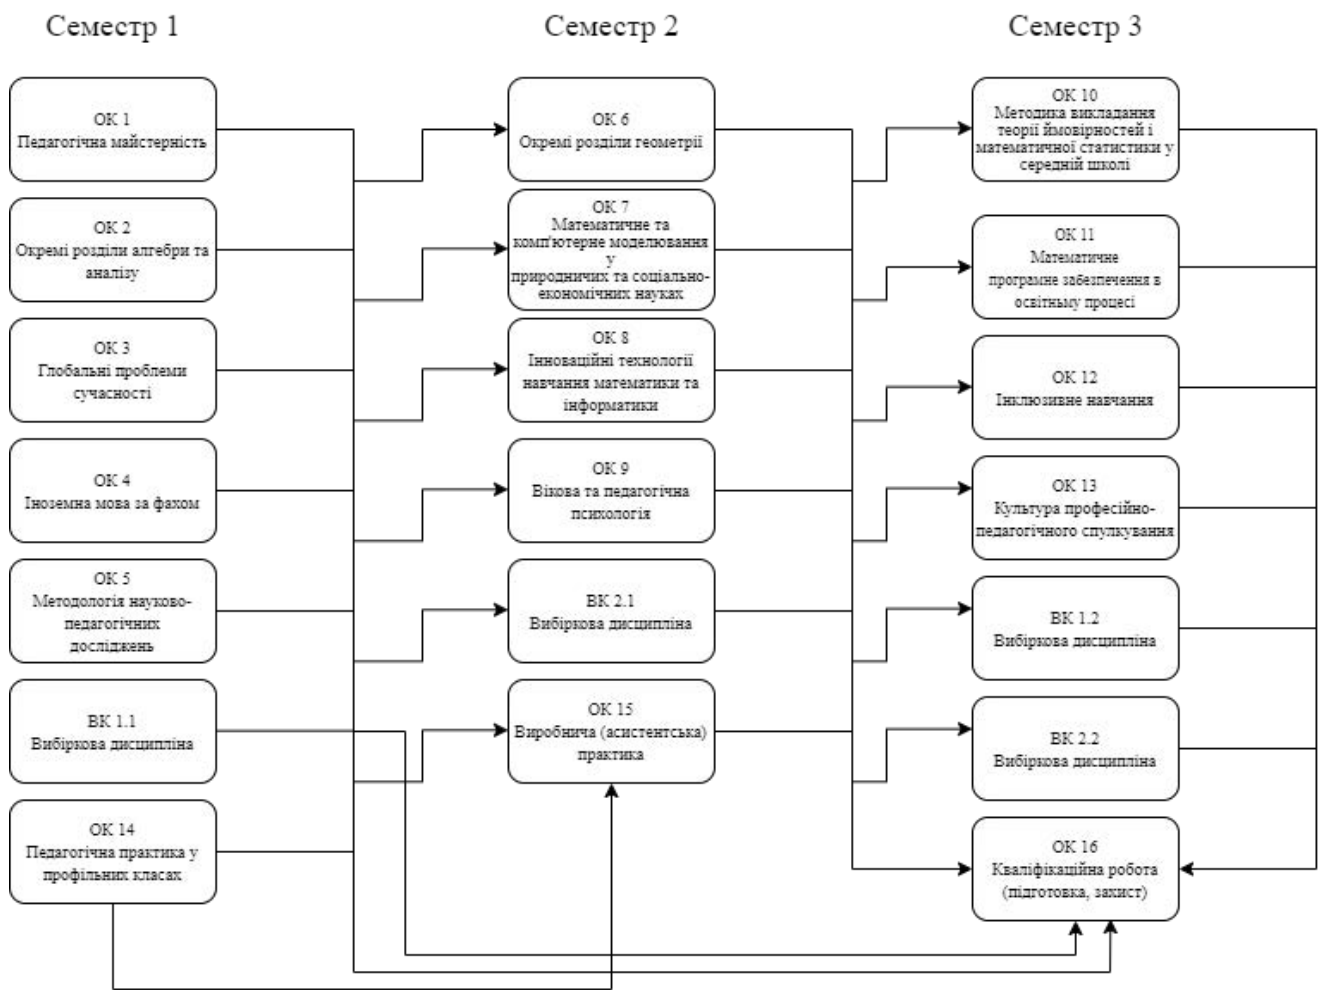 Семестр 1
Семестр 2
Семестр 3
ОК 1
Педагогічна майстерність
ОК 2
Окремі розділи алгебри та
аналізу
ОК 3
Глобальні проблеми
сучасності
ОК 4
Іноземна мова за фахом
ОК 5
Методологія науково-
педагогічних
досліджень
ВК 1.1
Вибіркова дисципліна
ОК 14
Педагогічна практика у
профільних класах
ОК 6
Окремі розділи геометрії
ОК 7
Математичне та
комп'ютерне моделювання
у
природничих та соціально-
економічних науках
ОК 8
Інноваційні технології
навчання математики та
інформатики
ОК 9
Вікова та педагогічна
психологія
ВК 2.1
Вибіркова дисципліна
ОК 15
Виробнича (асистентська)
практика
ОК 10
Методика викладання
теорії ймовірностей і
математичної статистики у
середній школі
ОК 11
Математичне
програмне забезпечення в
освітньому процесі
ОК 12
Інклюзивне навчання
ОК 13
Культура професійно-
педагогічного спулкування
ВК 1.2
Вибіркова дисципліна
ВК 2.2
Вибіркова дисципліна
ОК 16
Кваліфікаційна робота
(підготовка, захист)